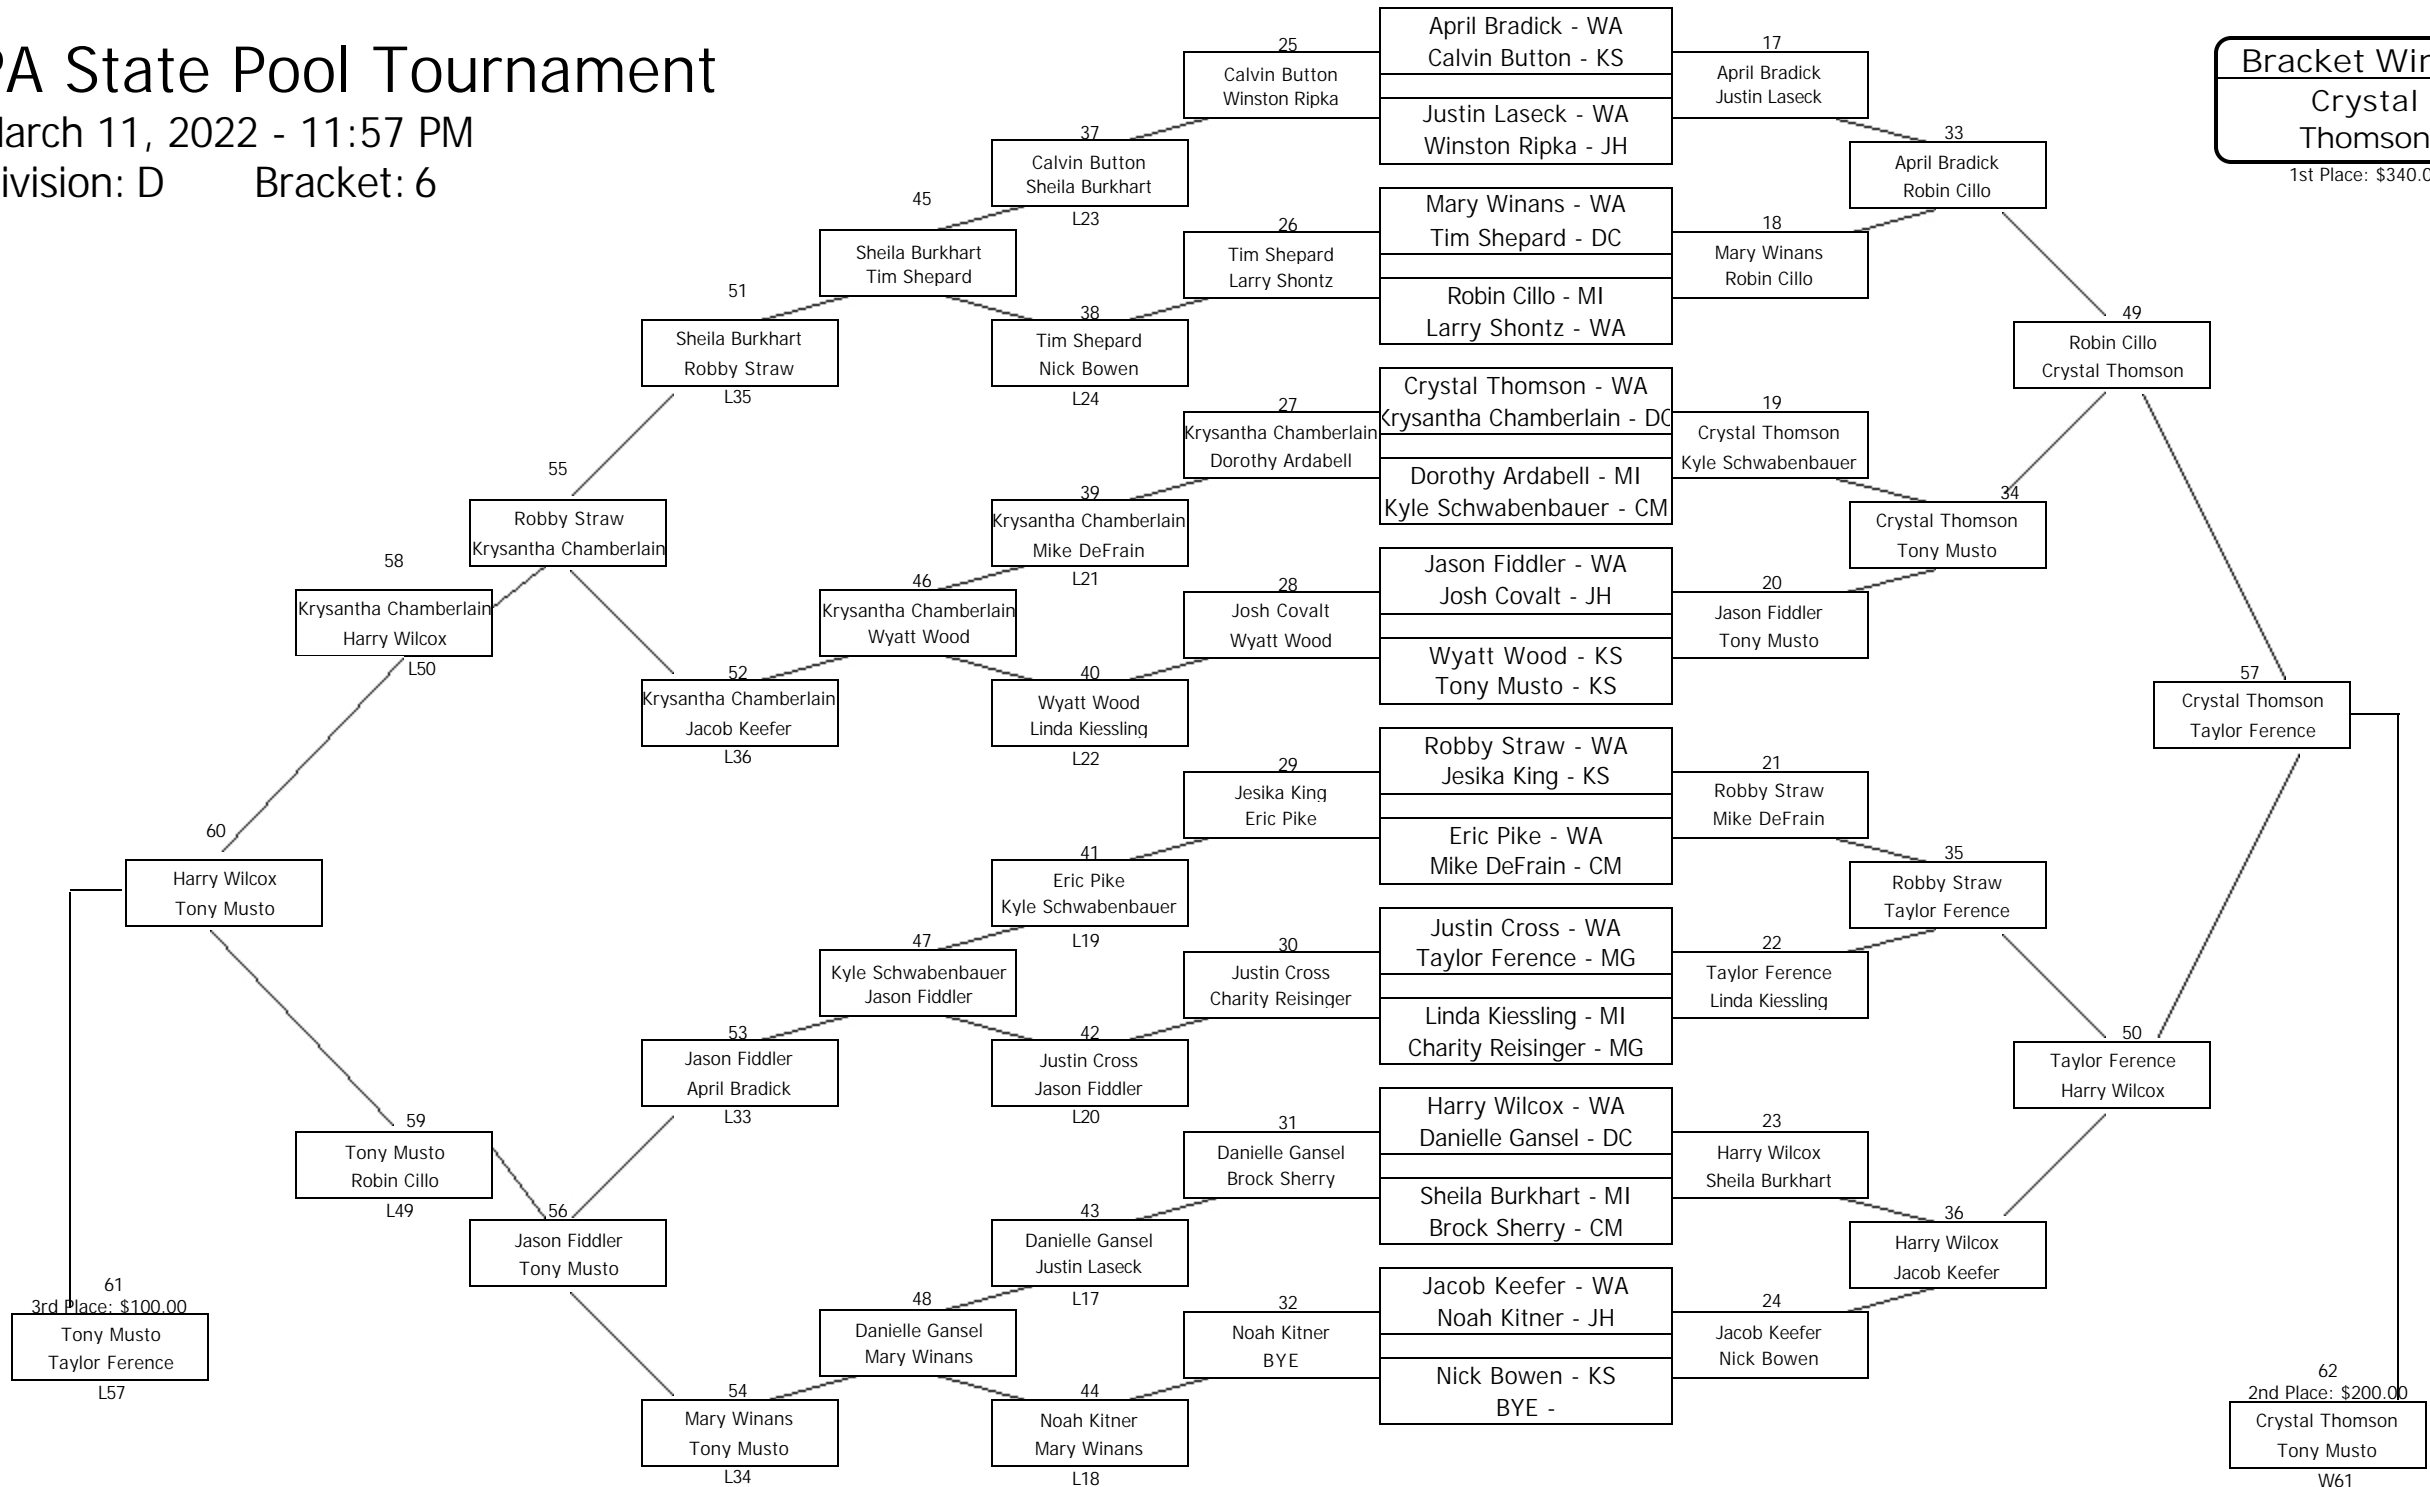 PA State Pool Tournament
March 11, 2022 - 11:57 PM
Division: D Bracket: 6
Bracket Win
Crystal
Thomson
1st Place: $340.0
April Bradick - WA
Calvin Button - KS
Justin Laseck - WA
Winston Ripka - JH
Mary Winans - WA
Tim Shepard - DC
Robin Cillo - MI
Larry Shontz - WA
Crystal Thomson - WA
Krysantha Chamberlain - DC
Dorothy Ardabell - MI
Kyle Schwabenbauer - CM
Jason Fiddler - WA
Josh Covalt - JH
Wyatt Wood - KS
Tony Musto - KS
Robby Straw - WA
Jesika King - KS
Eric Pike - WA
Mike DeFrain - CM
Justin Cross - WA
Taylor Ference - MG
Linda Kiessling - MI
Charity Reisinger - MG
Harry Wilcox - WA
Danielle Gansel - DC
Sheila Burkhart - MI
Brock Sherry - CM
Jacob Keefer - WA
Noah Kitner - JH
Nick Bowen - KS
BYE -
17
April Bradick
Justin Laseck
18
Mary Winans
Robin Cillo
19
Crystal Thomson
Kyle Schwabenbauer
20
Jason Fiddler
Tony Musto
21
Robby Straw
Mike DeFrain
22
Taylor Ference
Linda Kiessling
23
Harry Wilcox
Sheila Burkhart
24
Jacob Keefer
Nick Bowen
25
Calvin Button
Winston Ripka
26
Tim Shepard
Larry Shontz
27
Krysantha Chamberlain
Dorothy Ardabell
28
Josh Covalt
Wyatt Wood
29
Jesika King
Eric Pike
30
Justin Cross
Charity Reisinger
31
Danielle Gansel
Brock Sherry
32
Noah Kitner
BYE
33
April Bradick
Robin Cillo
34
Crystal Thomson
Tony Musto
35
Robby Straw
Taylor Ference
36
Harry Wilcox
Jacob Keefer
37
Calvin Button
Sheila Burkhart
L23
38
Tim Shepard
Nick Bowen
L24
39
Krysantha Chamberlain
Mike DeFrain
L21
40
Wyatt Wood
Linda Kiessling
L22
41
Eric Pike
Kyle Schwabenbauer
L19
42
Justin Cross
Jason Fiddler
L20
43
Danielle Gansel
Justin Laseck
L17
44
Noah Kitner
Mary Winans
L18
45
Sheila Burkhart
Tim Shepard
46
Krysantha Chamberlain
Wyatt Wood
47
Kyle Schwabenbauer
Jason Fiddler
48
Danielle Gansel
Mary Winans
49
Robin Cillo
Crystal Thomson
50
Taylor Ference
Harry Wilcox
51
Sheila Burkhart
Robby Straw
L35
52
Krysantha Chamberlain
Jacob Keefer
L36
53
Jason Fiddler
April Bradick
L33
54
Mary Winans
Tony Musto
L34
55
Robby Straw
Krysantha Chamberlain
56
Jason Fiddler
Tony Musto
57
Crystal Thomson
Taylor Ference
58
Krysantha Chamberlain
Harry Wilcox
L50
59
Tony Musto
Robin Cillo
L49
60
Harry Wilcox
Tony Musto
61
3rd Place: $100.00
Tony Musto
Taylor Ference
L57
62
2nd Place: $200.00
Crystal Thomson
Tony Musto
W61